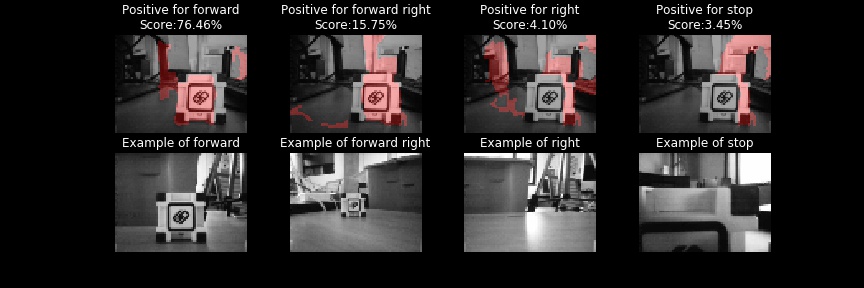 Positive for forward
Score:76.46%
Positive for forward right
Score:15.75%
Positive for right
Score:4.10%
Positive for stop
Score:3.45%
Example of forward
Example of forward right
Example of right
Example of stop